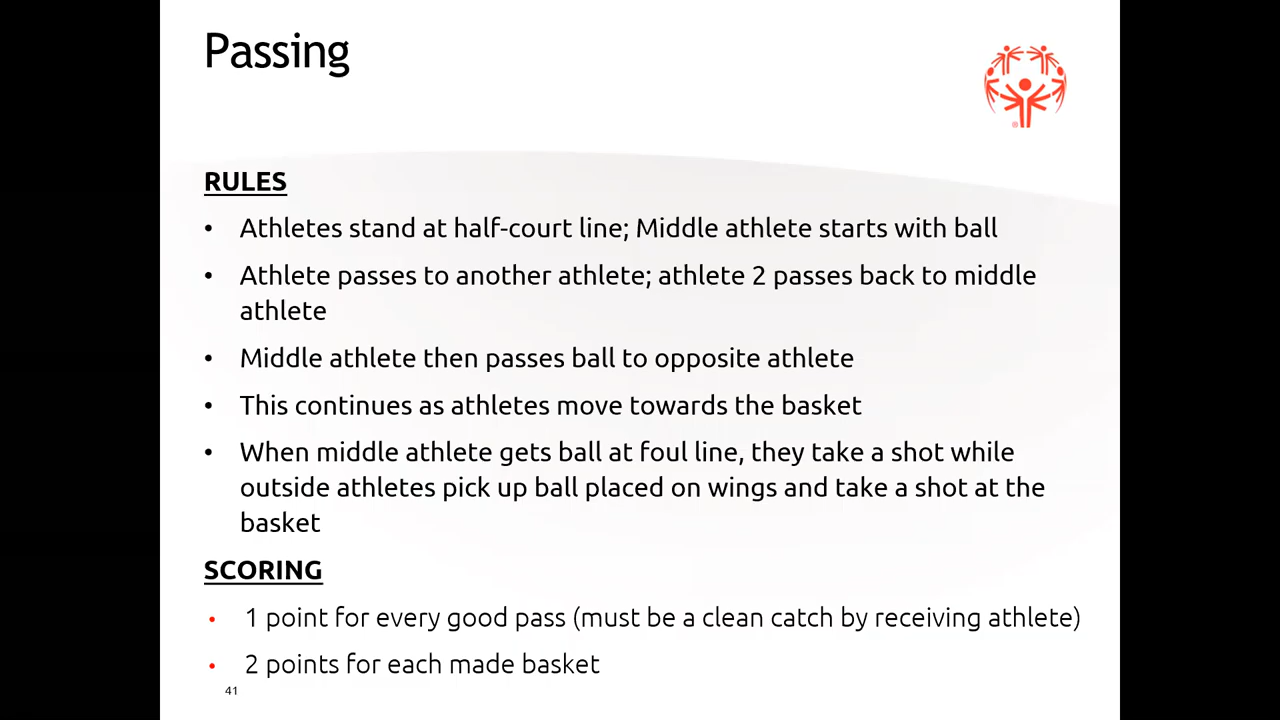 Passing
RULES
• Athletes stand at half-court line; Middle athlete starts with ball
• Athlete passes to another athlete; athlete 2 passes back to middle
athlete
• Middle athlete then passes ball to opposite athlete
• This continues as athletes move towards the basket
• When middle athlete gets ball at foul line, they take a shot while
outside athletes pick up ball placed on wings and take a shot at the
basket
SCORING
• 1 point for every good pass (must be a clean catch by receiving athlete)
• 2 points for each made basket
41
®